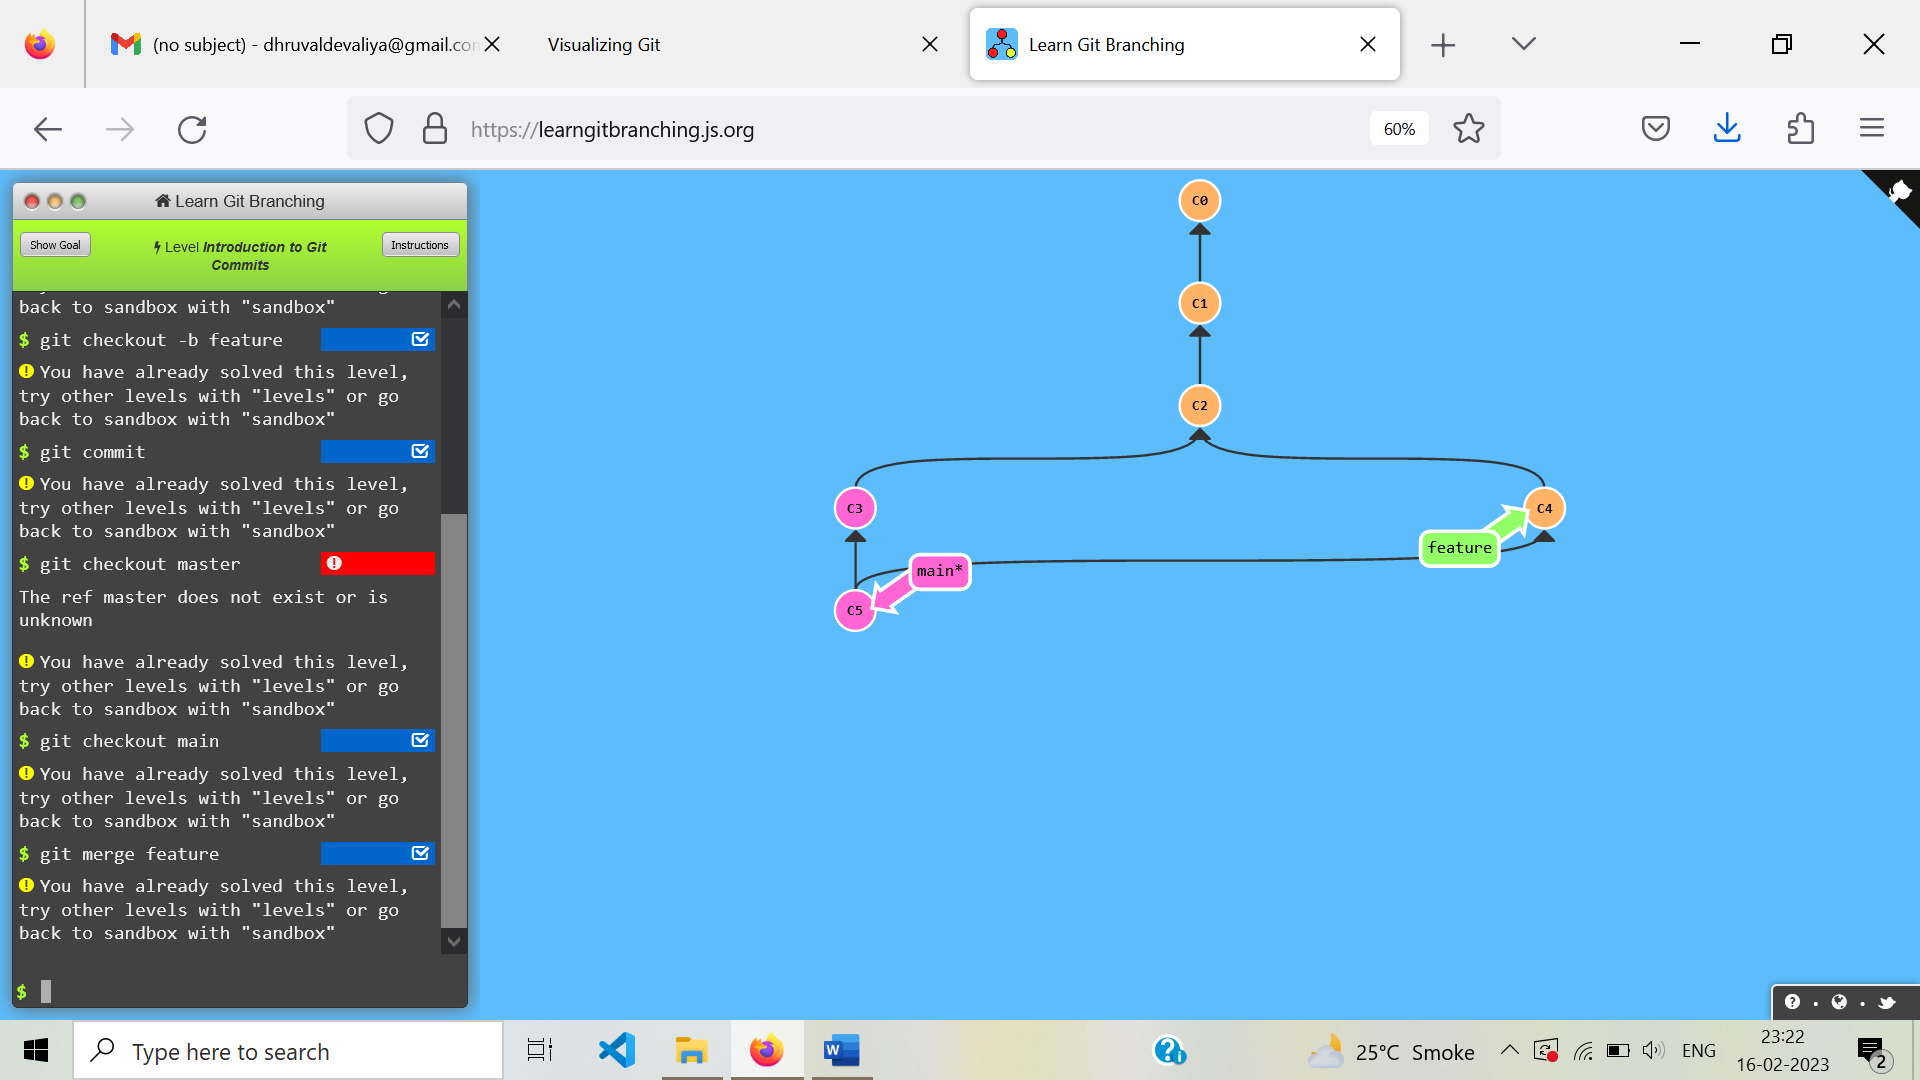 (no subject) - dhruvaldevaliya@gmail.con
Visualizing Git
Learn Git Branching
https://learngitbranching.js.org
60%
Learn Git Branching
Show Goal
Level Introduction to Git
Commits
Instructions
back to sandbox with "sandbox"
$ git checkout -b feature
You have already solved this level,
try other levels with "levels" or go
back to sandbox with "sandbox"
$ git commit
You have already solved this level,
try other levels with "levels" or go
back to sandbox with "sandbox"
$ git checkout master
The ref master does not exist or is
unknown
You have already solved this level,
try other levels with "levels" or go
back to sandbox with "sandbox"
$ git checkout main
You have already solved this level,
try other levels with "levels" or go
back to sandbox with "sandbox"
$ git merge feature
You have already solved this level,
try other levels with "levels" or go
back to sandbox with "sandbox"
$
C0
C1
C2
C3
C4
feature
main*
C5
Type here to search
25°C Smoke
ENG
23:22
16-02-2023
2